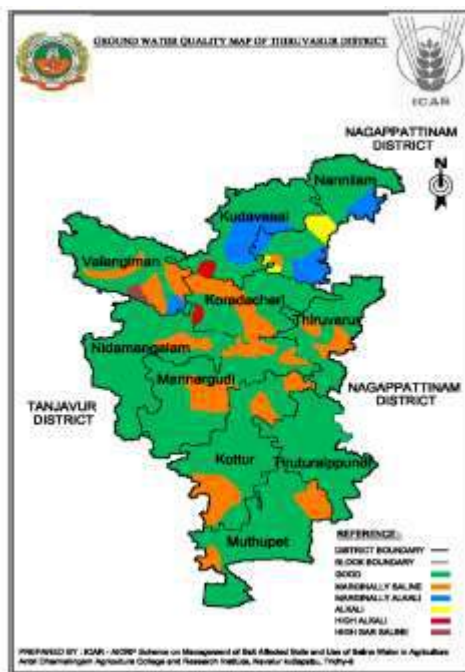 GROUND WATER QUALITY MAP OF THIRUVARUR DISTRICT
ICAR
NAGAPPATTINAM
DISTRICT
N
Nannilam
Kudavasal
Valangiman
Koradacheri
Thiruvarur
Nidamangalam
Mannargudi
TANJAVUR
DISTRICT
NAGAPPATTINAM
DISTRICT
Kottur
Tiruturaippundi
Muthupet
REFERENCE:
DISTRICT BOUNDARY
BLOCK BOUNDARY
GOOD
MARGINALLY SALINE
MARGINALLY ALKALI
ALKALI
HIGH ALKALI
HIGH SAR SALINE
PREPARED BY : ICAR - AICRP Scheme on Management of Salt Affected Soils and Use of Saline Water in Agriculture
Anbil Dharmalingam Agriculture College and Research Institute, Navalur kuttapattu, Trichy-9